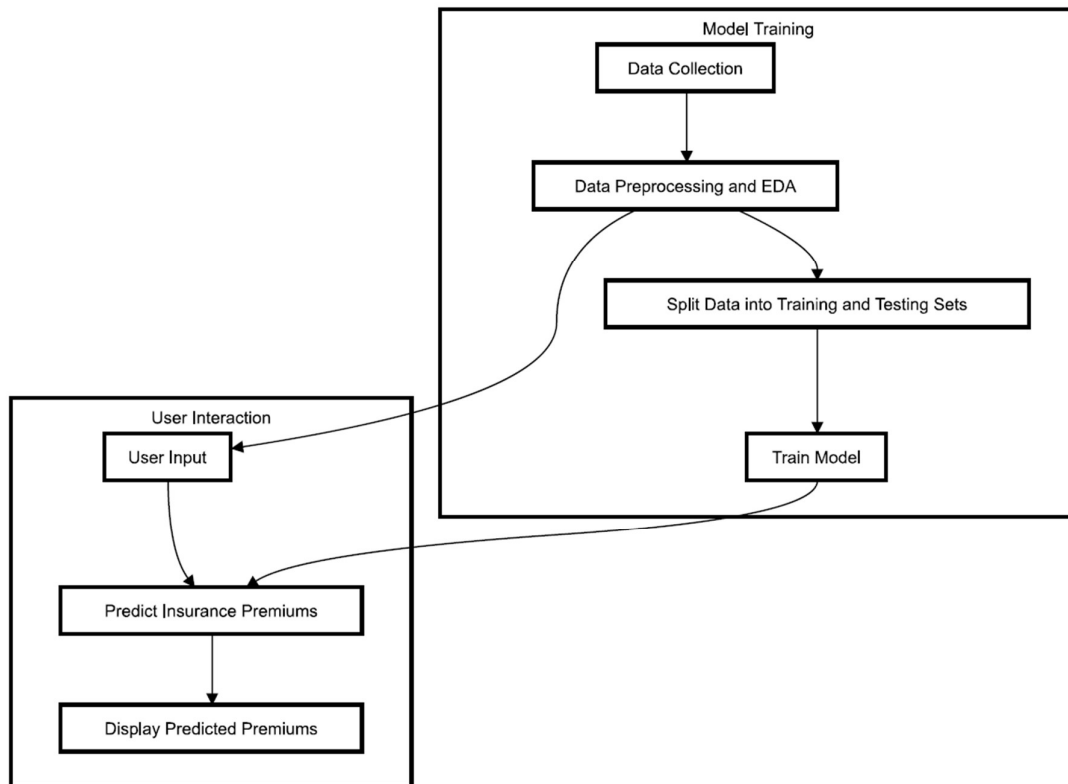 Model Training
Data Collection
Data Preprocessing and EDA
Split Data into Training and Testing Sets
Train Model
User Interaction
User Input
Predict Insurance Premiums
Display Predicted Premiums